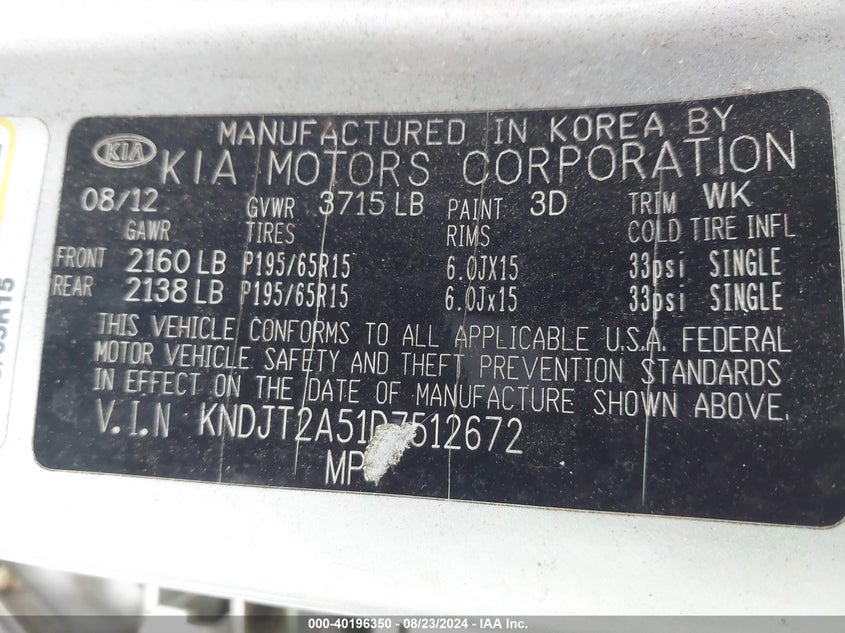 MANUFACTURED IN KOREA BY
KIA KIA MOTORS CORPORATION
08/12 GVWR 3715 LB PAINT 3D TRIM WK
GAWR TIRES RIMS COLD TIRE INFL
FRONT 2160 LB P195/65R15 6.0JX15 33psi SINGLE
REAR 2138 LB P195/65R15 6.0Jx15 33psi SINGLE
THIS VEHICLE CONFORMS TO ALL APPLICABLE U.S.A. FEDERAL
MOTOR VEHICLE SAFETY AND THEFT PREVENTION STANDARDS
IN EFFECT ON THE DATE OF MANUFACTURE SHOWN ABOVE.
V.I.N KNDJT2A51D7512672
MP
000-40196350 - 08/23/2024 - IAA Inc.